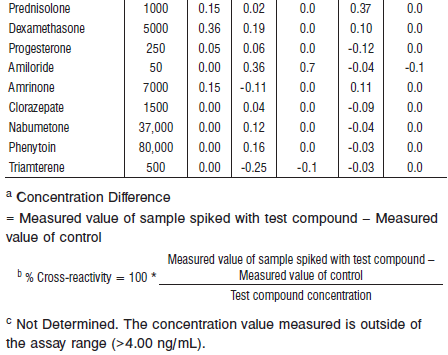 Prednisolone 1000 0.15 0.02 0.0 0.37 0.0
Dexamethasone 5000 0.36 0.19 0.0 0.10 0.0
Progesterone 250 0.05 0.06 0.0 -0.12 0.0
Amiloride 50 0.00 0.36 0.7 -0.04 -0.1
Amrinone 7000 0.15 -0.11 0.0 0.11 0.0
Clorazepate 1500 0.00 0.04 0.0 -0.09 0.0
Nabumetone 37,000 0.00 0.12 0.0 -0.04 0.0
Phenytoin 80,000 0.00 0.16 0.0 -0.03 0.0
Triamterene 500 0.00 -0.25 -0.1 -0.03 0.0
a Concentration Difference
= Measured value of sample spiked with test compound – Measured
value of control
Measured value of sample spiked with test compound –
b % Cross-reactivity = 100 * Measured value of control
Test compound concentration
c Not Determined. The concentration value measured is outside of
the assay range (>4.00 ng/mL).